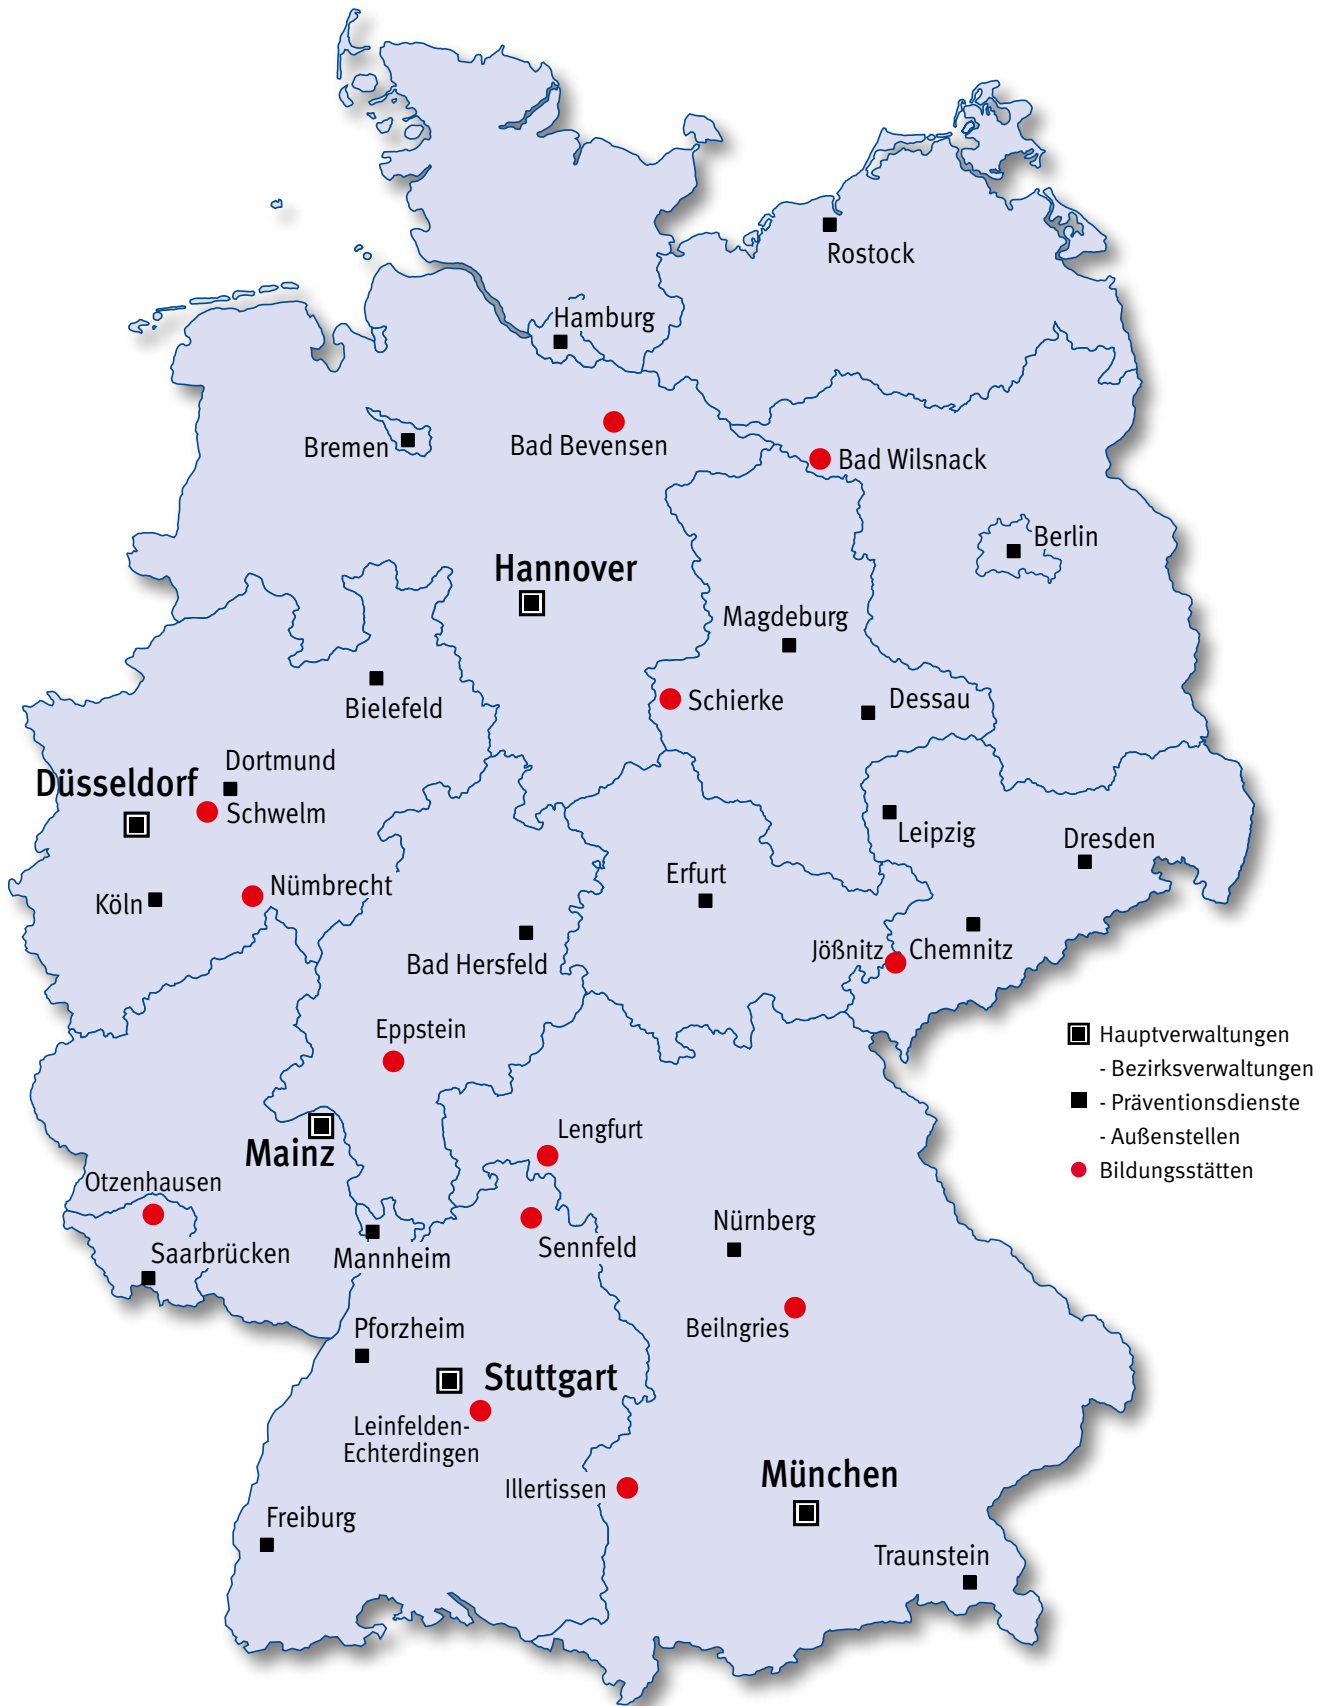 Rostock
Hamburg
Bremen
Bad Bevensen
Bad Wilsnack
Berlin
Hannover
Magdeburg
Bielefeld
Schierke
Dessau
Dortmund
Düsseldorf
Schwelm
Leipzig
Dresden
Erfurt
Nümbrecht
Köln
Jößnitz
Chemnitz
Bad Hersfeld
Eppstein
Hauptverwaltungen
- Bezirksverwaltungen
- Präventionsdienste
- Außenstellen
Bildungsstätten
Lengfurt
Mainz
Otzenhausen
Nürnberg
Saarbrücken
Mannheim
Sennfeld
Pforzheim
Beilngries
Stuttgart
Leinfelden-
Echterdingen
München
Illertissen
Freiburg
Traunstein